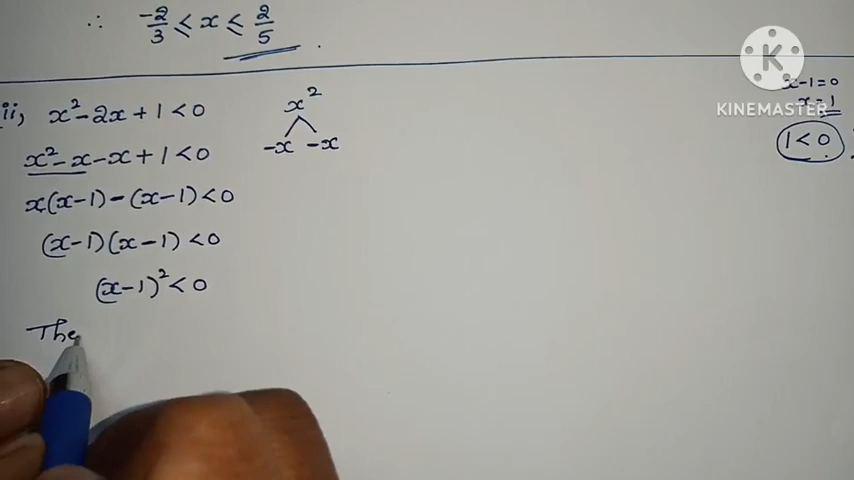 ∴ -2/3 ≤ x ≤ 2/5 .
ii, x² - 2x + 1 < 0
x²
-x -x
x² - x - x + 1 < 0
x(x-1) - (x-1) < 0
(x-1)(x-1) < 0
(x-1)² < 0
The
x-1=0
x=1
1<0
KINEMASTER